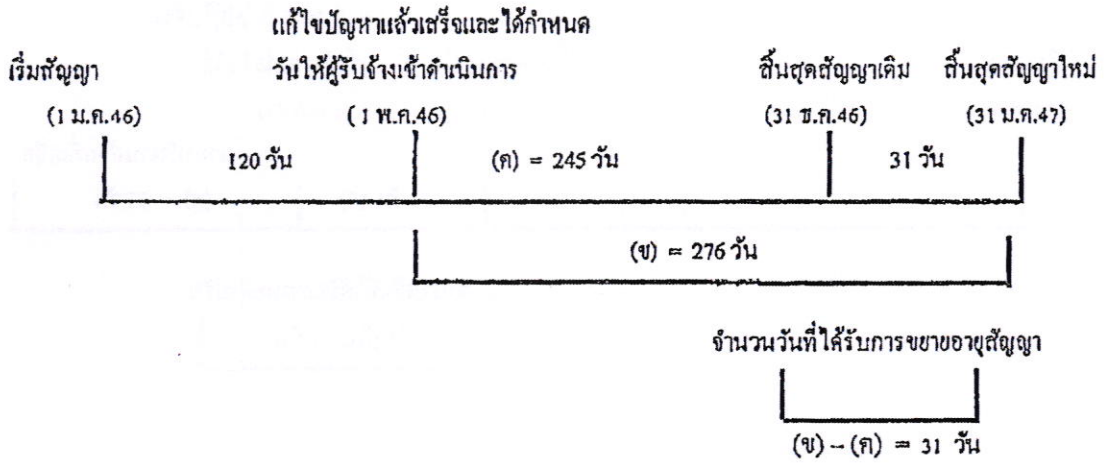 แก้ไขปัญหาแล้วเสร็จและได้กำหนด
เริ่มสัญญา วันให้ผู้รับจ้างเข้าดำเนินการ สิ้นสุดสัญญาเดิม สิ้นสุดสัญญาใหม่
(1 ม.ค.46) (1 พ.ค.46) (31 ธ.ค.46) (31 ม.ค.47)
120 วัน (ค) = 245 วัน 31 วัน
(ข) = 276 วัน
จำนวนวันที่ได้รับการขยายอายุสัญญา
(ข) – (ค) = 31 วัน